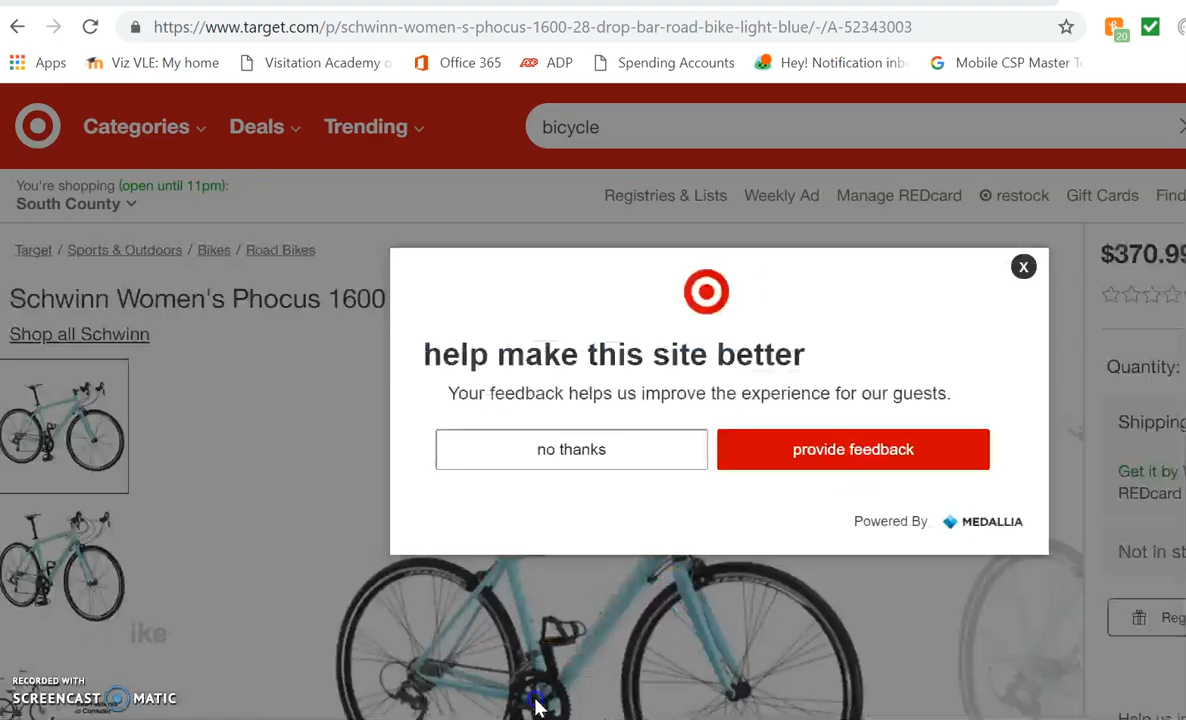 https://www.target.com/p/schwinn-women-s-phocus-1600-28-drop-bar-road-bike-light-blue/-/A-52343003
20
Apps Viz VLE: My home Visitation Academy o Office 365 ADP Spending Accounts Hey! Notification inb Mobile CSP Master Te
Categories Deals Trending bicycle
You're shopping (open until 11pm):
South County
Registries & Lists Weekly Ad Manage REDcard restock Gift Cards Find
Target / Sports & Outdoors / Bikes / Road Bikes
$370.99
Schwinn Women's Phocus 1600
Shop all Schwinn
x
help make this site better
Your feedback helps us improve the experience for our guests.
no thanks provide feedback
Powered By MEDALLIA
Quantity:
Shipping
Get it by W
REDcard
Not in st
Reg
ike
RECORDED WITH
SCREENCAST MATIC
Help us i